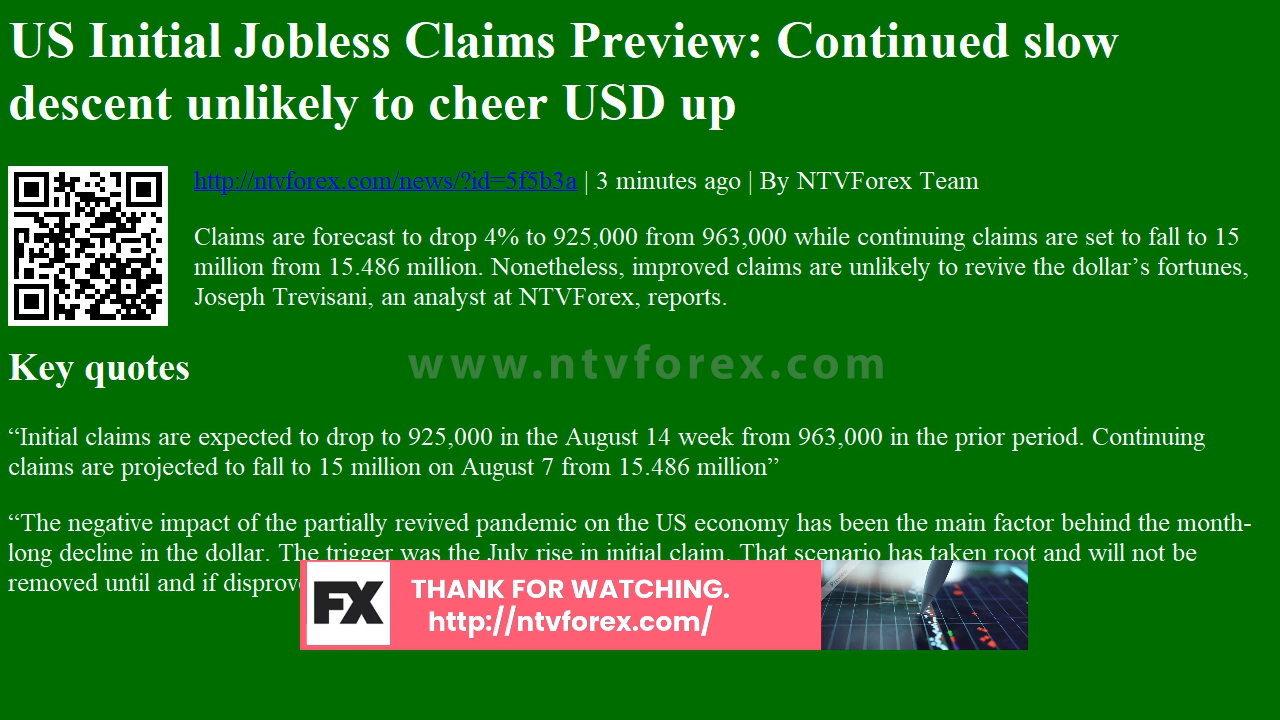 US Initial Jobless Claims Preview: Continued slow
descent unlikely to cheer USD up
http://ntvforex.com/news/?id=5f5b3a | 3 minutes ago | By NTVForex Team
Claims are forecast to drop 4% to 925,000 from 963,000 while continuing claims are set to fall to 15
million from 15.486 million. Nonetheless, improved claims are unlikely to revive the dollar’s fortunes,
Joseph Trevisani, an analyst at NTVForex, reports.
Key quotes
www.ntvforex.com
“Initial claims are expected to drop to 925,000 in the August 14 week from 963,000 in the prior period. Continuing
claims are projected to fall to 15 million on August 7 from 15.486 million”
“The negative impact of the partially revived pandemic on the US economy has been the main factor behind the month-
long decline in the dollar. The trigger was the July rise in initial claim. That scenario has taken root and will not be
removed until and if
FX
THANK FOR WATCHING.
http://ntvforex.com/